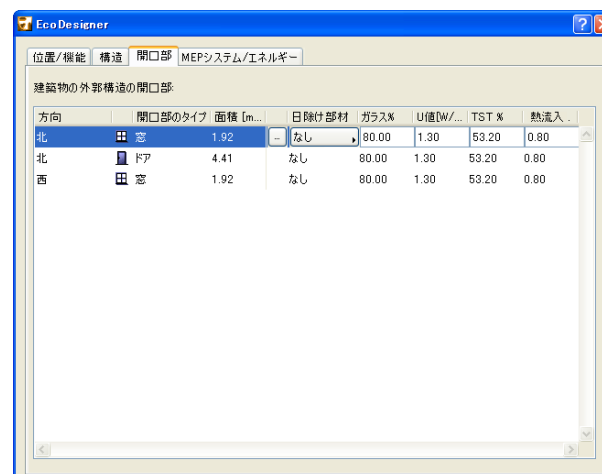 EcoDesigner
位置/機能 構造 開口部 MEPシステム/エネルギー
建築物の外郭構造の開口部:
方向 開口部のタイプ 面積 [m... 日除け部材 ガラス% U値[W/... TST % 熱流入 .
北 窓 1.92 ... なし 80.00 1.30 53.20 0.80
北 ドア 4.41 なし 80.00 1.30 53.20 0.80
西 窓 1.92 なし 80.00 1.30 53.20 0.80